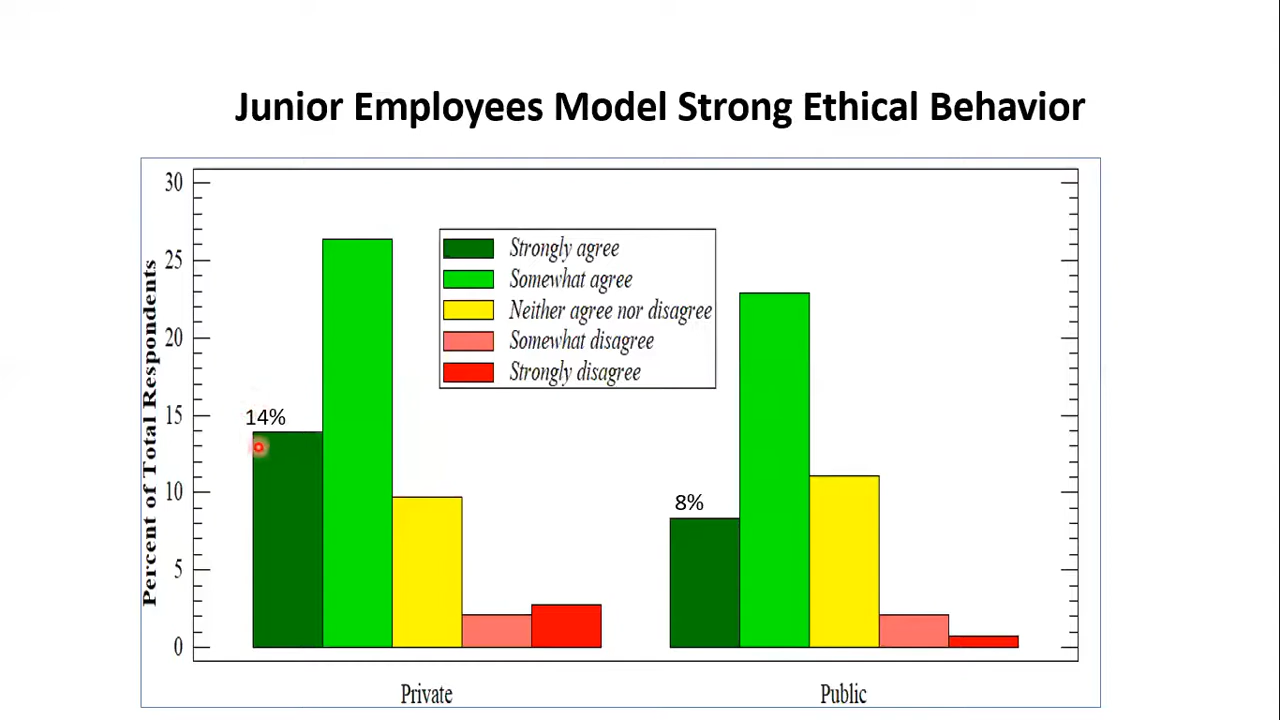 Junior Employees Model Strong Ethical Behavior
Percent of Total Respondents
30
25
20
15
10
5
0
Strongly agree
Somewhat agree
Neither agree nor disagree
Somewhat disagree
Strongly disagree
14%
8%
Private
Public